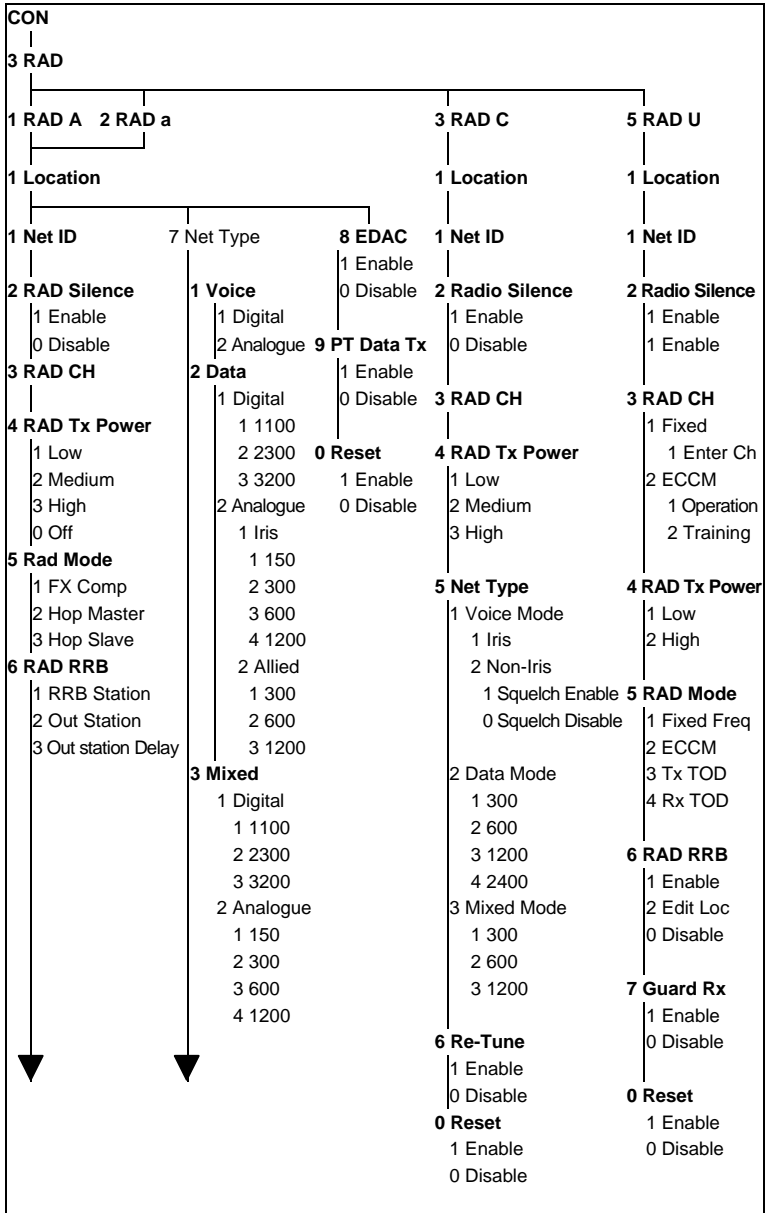 CON
3 RAD
1 RAD A 2 RAD a
1 Location
1 Net ID
2 RAD Silence
1 Enable
0 Disable
3 RAD CH
4 RAD Tx Power
1 Low
2 Medium
3 High
0 Off
5 Rad Mode
1 FX Comp
2 Hop Master
3 Hop Slave
6 RAD RRB
1 RRB Station
2 Out Station
3 Out station Delay
7 Net Type
1 Voice
1 Digital
2 Analogue
2 Data
1 Digital
1 1100
2 2300
3 3200
2 Analogue
1 Iris
1 150
2 300
3 600
4 1200
2 Allied
1 300
2 600
3 1200
3 Mixed
1 Digital
1 1100
2 2300
3 3200
2 Analogue
1 150
2 300
3 600
4 1200
8 EDAC
1 Enable
0 Disable
9 PT Data Tx
1 Enable
0 Disable
0 Reset
1 Enable
0 Disable
3 RAD C
1 Location
1 Net ID
2 Radio Silence
1 Enable
0 Disable
3 RAD CH
4 RAD Tx Power
1 Low
2 Medium
3 High
5 Net Type
1 Voice Mode
1 Iris
2 Non-Iris
1 Squelch Enable
0 Squelch Disable
2 Data Mode
1 300
2 600
3 1200
4 2400
3 Mixed Mode
1 300
2 600
3 1200
6 Re-Tune
1 Enable
0 Disable
0 Reset
1 Enable
0 Disable
5 RAD U
1 Location
1 Net ID
2 Radio Silence
1 Enable
1 Enable
3 RAD CH
1 Fixed
1 Enter Ch
2 ECCM
1 Operation
2 Training
4 RAD Tx Power
1 Low
2 High
5 RAD Mode
1 Fixed Freq
2 ECCM
3 Tx TOD
4 Rx TOD
6 RAD RRB
1 Enable
2 Edit Loc
0 Disable
7 Guard Rx
1 Enable
0 Disable
0 Reset
1 Enable
0 Disable